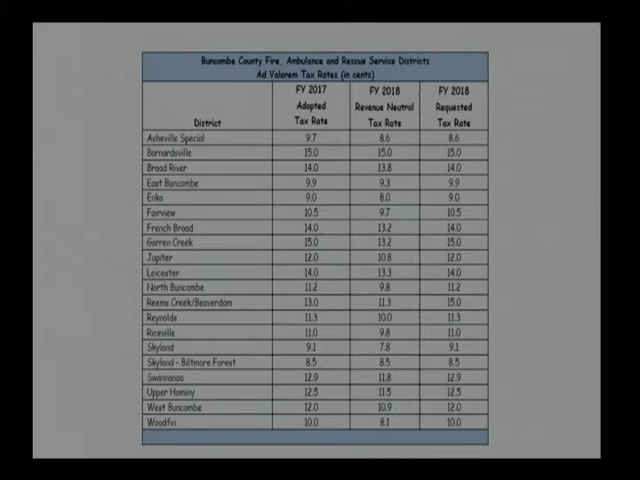 Buncombe County Fire, Ambulance and Rescue Service Districts
Ad Valorem Tax Rates (in cents)
District FY 2017 Adopted Tax Rate FY 2018 Revenue Neutral Tax Rate FY 2018 Requested Tax Rate
Asheville Special 9.7 8.6 8.6
Barnardsville 15.0 15.0 15.0
Broad River 14.0 13.8 14.0
East Buncombe 9.9 9.3 9.9
Enka 9.0 8.0 9.0
Fairview 10.5 9.7 10.5
French Broad 14.0 13.2 14.0
Garren Creek 15.0 13.2 15.0
Jupiter 12.0 10.8 12.0
Leicester 14.0 13.3 14.0
North Buncombe 11.2 9.8 11.2
Reems Creek/Beaverdam 13.0 11.3 15.0
Reynolds 11.3 10.0 11.3
Riceville 11.0 9.8 11.0
Skyland 9.1 7.8 9.1
Skyland - Biltmore Forest 8.5 8.5 8.5
Swannanoa 12.9 11.8 12.9
Upper Hominy 12.5 11.5 12.5
West Buncombe 12.0 10.9 12.0
Woodfin 10.0 8.1 10.0